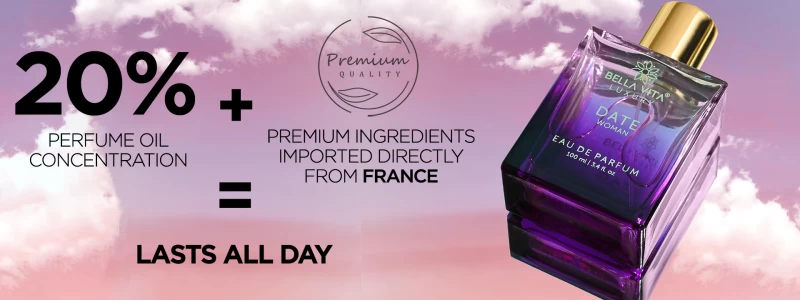 20%
PERFUME OIL
CONCENTRATION
+
Premium
QUALITY
PREMIUM INGREDIENTS
IMPORTED DIRECTLY
FROM FRANCE
=
LASTS ALL DAY
BELLA VITA®
LUXURY
DATE
WOMAN
EAU DE PARFUM
100 ml / 3.4 fl oz